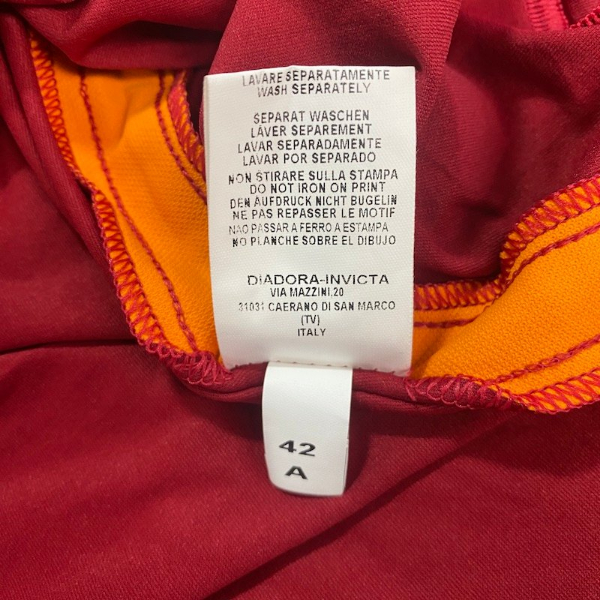 LAVARE SEPARATAMENTE
WASH SEPARATELY
SEPARAT WASCHEN
LAVER SEPAREMENT
LAVAR SEPARADAMENTE
LAVAR POR SEPARADO
NON STIRARE SULLA STAMPA
DO NOT IRON ON PRINT
DEN AUFDRUCK NICHT BUGELIN
NE PAS REPASSER LE MOTIF
NAO PASSAR A FERRO A ESTAMPA
NO PLANCHE SOBRE EL DIBUJO
DIADORA-INVICTA
VIA MAZZINI,20
31031 CAERANO DI SAN MARCO
(TV)
ITALY
42
A